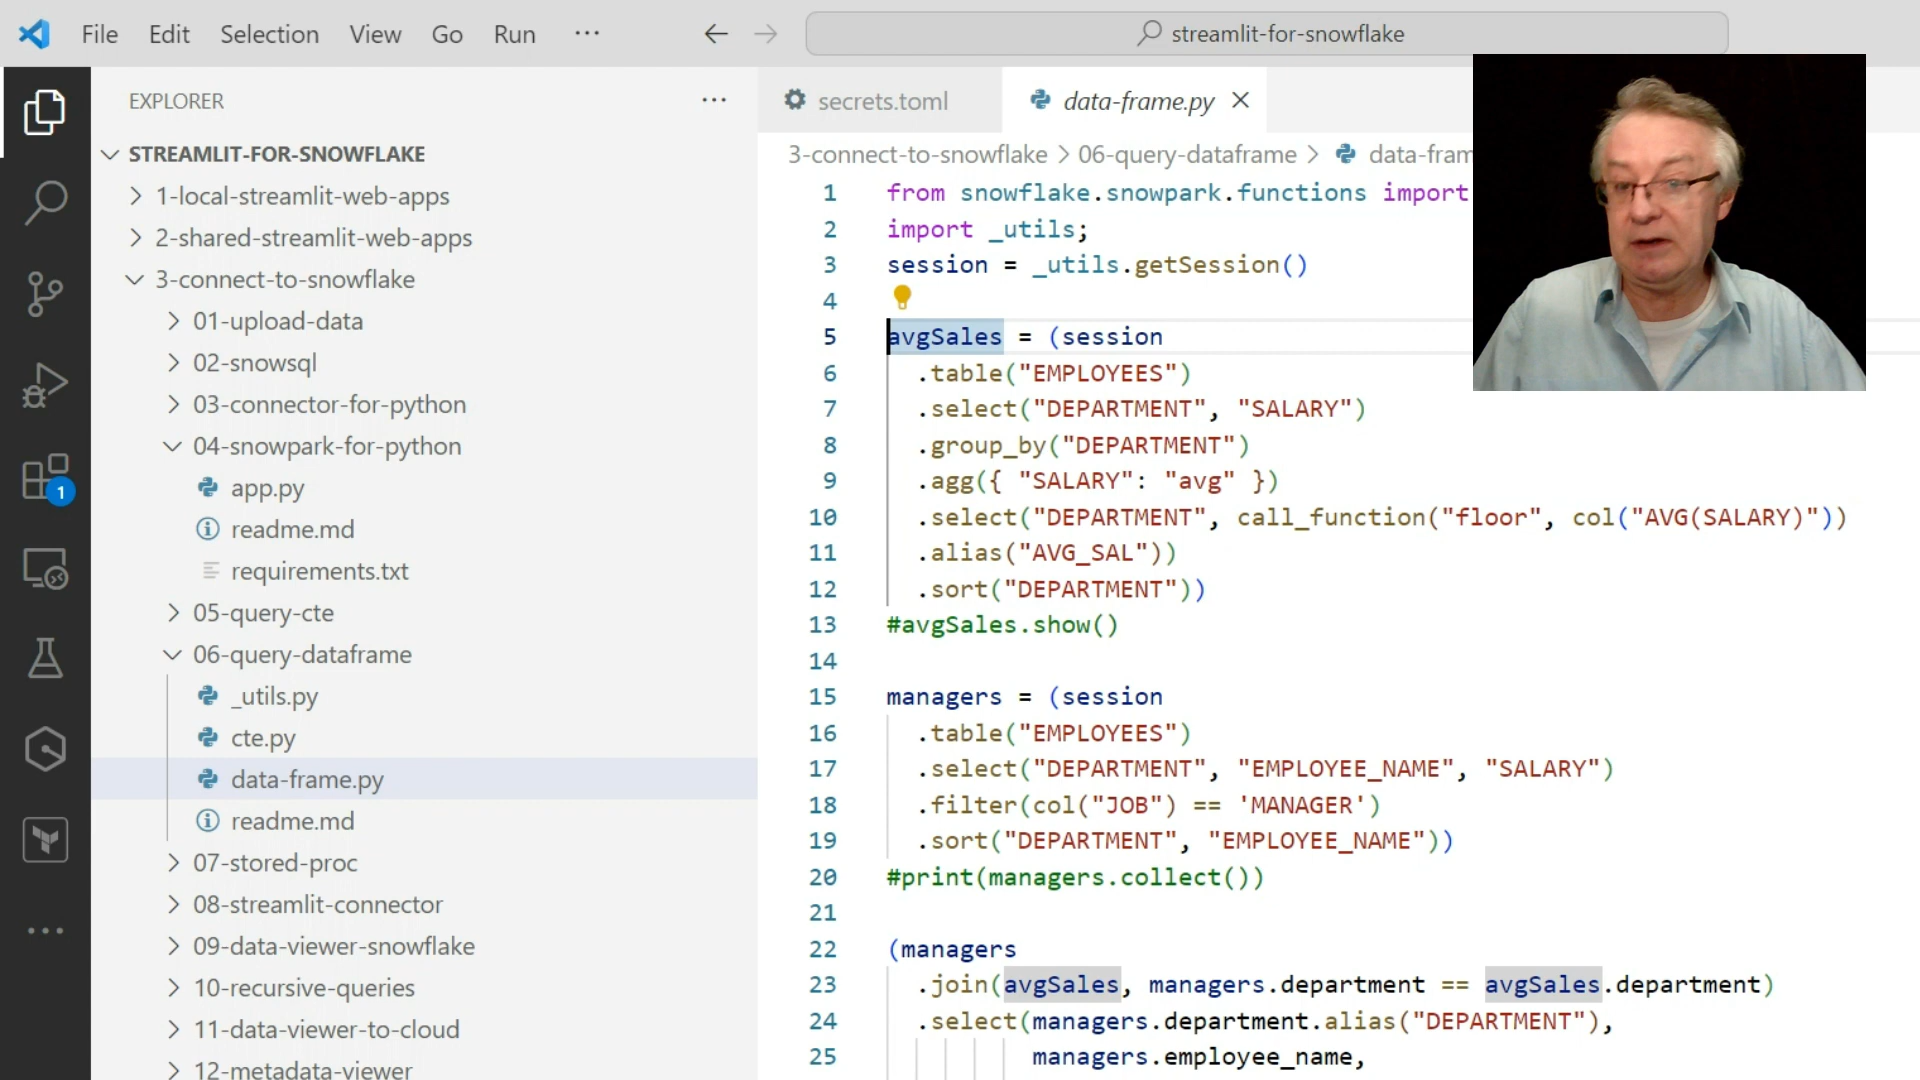 File Edit Selection View Go Run ···
streamlit-for-snowflake
EXPLORER ···
STREAMLIT-FOR-SNOWFLAKE
1-local-streamlit-web-apps
2-shared-streamlit-web-apps
3-connect-to-snowflake
01-upload-data
02-snowsql
03-connector-for-python
04-snowpark-for-python
app.py
readme.md
requirements.txt
05-query-cte
06-query-dataframe
_utils.py
cte.py
data-frame.py
readme.md
07-stored-proc
08-streamlit-connector
09-data-viewer-snowflake
10-recursive-queries
11-data-viewer-to-cloud
12-metadata-viewer
1
secrets.toml
data-frame.py
3-connect-to-snowflake > 06-query-dataframe > data-fram
1 from snowflake.snowpark.functions import
2 import _utils;
3 session = _utils.getSession()
4
5 avgSales = (session
6 .table("EMPLOYEES")
7 .select("DEPARTMENT", "SALARY")
8 .group_by("DEPARTMENT")
9 .agg({ "SALARY": "avg" })
10 .select("DEPARTMENT", call_function("floor", col("AVG(SALARY)"))
11 .alias("AVG_SAL"))
12 .sort("DEPARTMENT"))
13 #avgSales.show()
14
15 managers = (session
16 .table("EMPLOYEES")
17 .select("DEPARTMENT", "EMPLOYEE_NAME", "SALARY")
18 .filter(col("JOB") == 'MANAGER')
19 .sort("DEPARTMENT", "EMPLOYEE_NAME"))
20 #print(managers.collect())
21
22 (managers
23 .join(avgSales, managers.department == avgSales.department)
24 .select(managers.department.alias("DEPARTMENT"),
25 managers.employee_name,